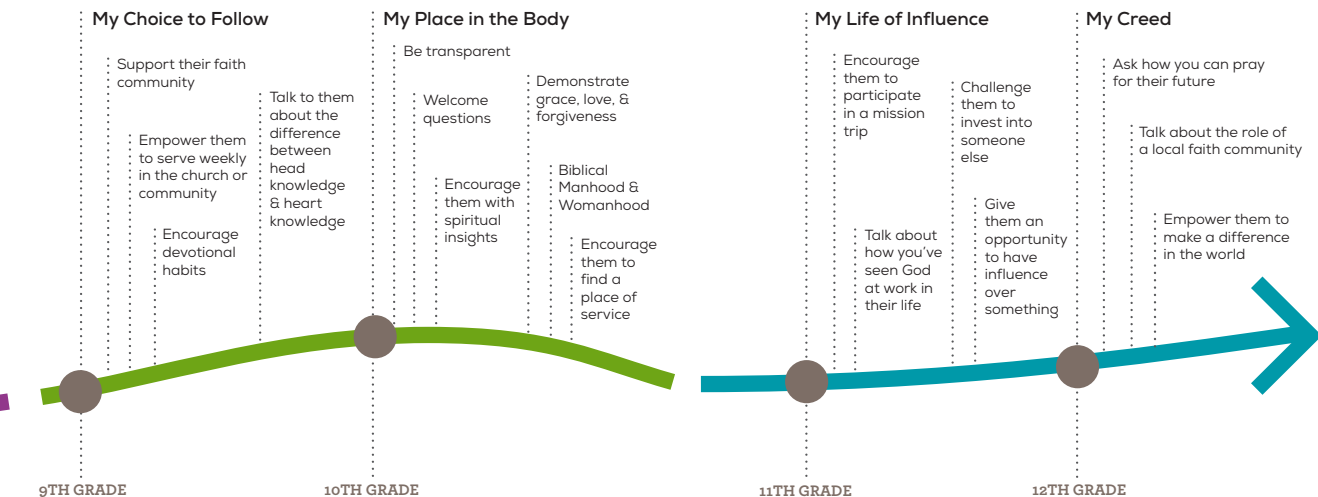 My Choice to Follow
Support their faith
community
Empower them
to serve weekly
in the church or
community
Encourage
devotional
habits
Talk to them
about the
difference
between
head
knowledge
& heart
knowledge
9TH GRADE
My Place in the Body
Be transparent
Welcome
questions
Encourage
them with
spiritual
insights
Demonstrate
grace, love, &
forgiveness
Biblical
Manhood &
Womanhood
Encourage
them to
find a
place of
service
10TH GRADE
My Life of Influence
Encourage
them to
participate
in a mission
trip
Talk about
how you’ve
seen God
at work in
their life
Challenge
them to
invest into
someone
else
Give
them an
opportunity
to have
influence
over
something
11TH GRADE
My Creed
Ask how you can pray
for their future
Talk about the role of
a local faith community
Empower them to
make a difference
in the world
12TH GRADE